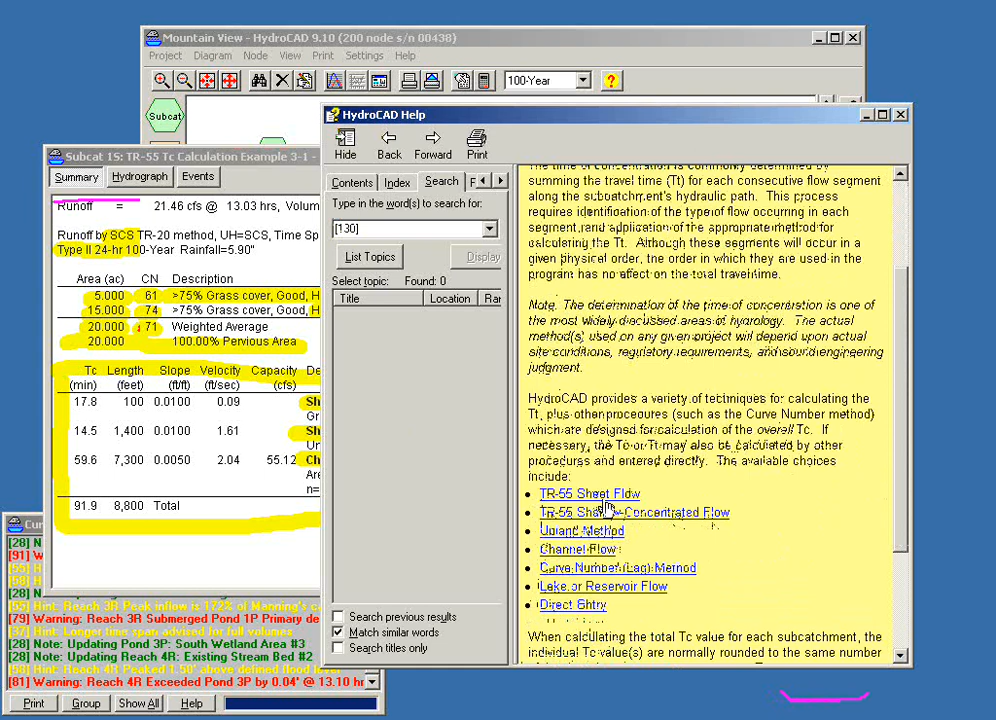 Mountain View - HydroCAD 9.10 (200 node s/n 00438)
Project Diagram Node View Print Settings Help
100-Year
Subcat
HydroCAD Help
Hide Back Forward Print
Subcat 1S: TR-55 Tc Calculation Example 3-1 -
Summary Hydrograph Events
Runoff = 21.46 cfs @ 13.03 hrs, Volum
Runoff by SCS TR-20 method, UH=SCS, Time Sp
Type II 24-hr 100-Year Rainfall=5.90"
Area (ac) CN Description
5.000 61 >75% Grass cover, Good, H
15.000 74 >75% Grass cover, Good, H
20.000 71 Weighted Average
20.000 100.00% Pervious Area
Tc Length Slope Velocity Capacity De
(min) (feet) (ft/ft) (ft/sec) (cfs)
17.8 100 0.0100 0.09 Sh
Gr
14.5 1,400 0.0100 1.61 Sh
Un
59.6 7,300 0.0050 2.04 55.12 Ch
Are
n=
91.9 8,800 Total
Contents Index Search F
Type in the word(s) to search for:
[130]
List Topics Display
Select topic: Found: 0
Title Location Ran
Search previous results
Match similar words
Search titles only
The time of concentration is commonly determined by
summing the travel time (Tt) for each consecutive flow segment
along the subcatchment's hydraulic path. This process
requires identification of the type of flow occurring in each
segment, and application of the appropriate method for
calculating the Tt. Although these segments will occur in a
given physical order, the order in which they are used in the
program has no effect on the total travel time.
Note. The determination of the time of concentration is one of
the most widely discussed areas of hyrology. The actual
method(s) used on any given project will depend upon actual
site conditions, regulatory requirements, and sound engineering
judgment.
HydroCAD provides a variety of techniques for calculating the
Tt, plus other procedures (such as the Curve Number method)
which are designed for calculation of the overall Tc. If
necessary, the Tc or Tt may also be calculated by other
procedures and entered directly. The available choices
include:
TR-55 Sheet Flow
TR-55 Shallow Concentrated Flow
Upland Method
Channel Flow
Curve Number (Lag) Method
Lake or Reservoir Flow
Direct Entry
When calculating the total Tc value for each subcatchment, the
individual Tc value(s) are normally rounded to the same number
Cur
[28] N
[91] W
[55] H
[58] H
[55] Hint: Reach 3R Peak inflow is 172% of Manning's ca
[79] Warning: Reach 3R Submerged Pond 1P Primary de
[37] Hint: Longer time span advised for full volumes
[28] Note: Updating Pond 3P: South Wetland Area #3
[28] Note: Updating Reach 4R: Existing Stream Bed #2
[58] Hint: Reach 4R Peaked 1.50' above defined flood level
[81] Warning: Reach 4R Exceeded Pond 3P by 0.04' @ 13.10 hr
Print Group Show All Help